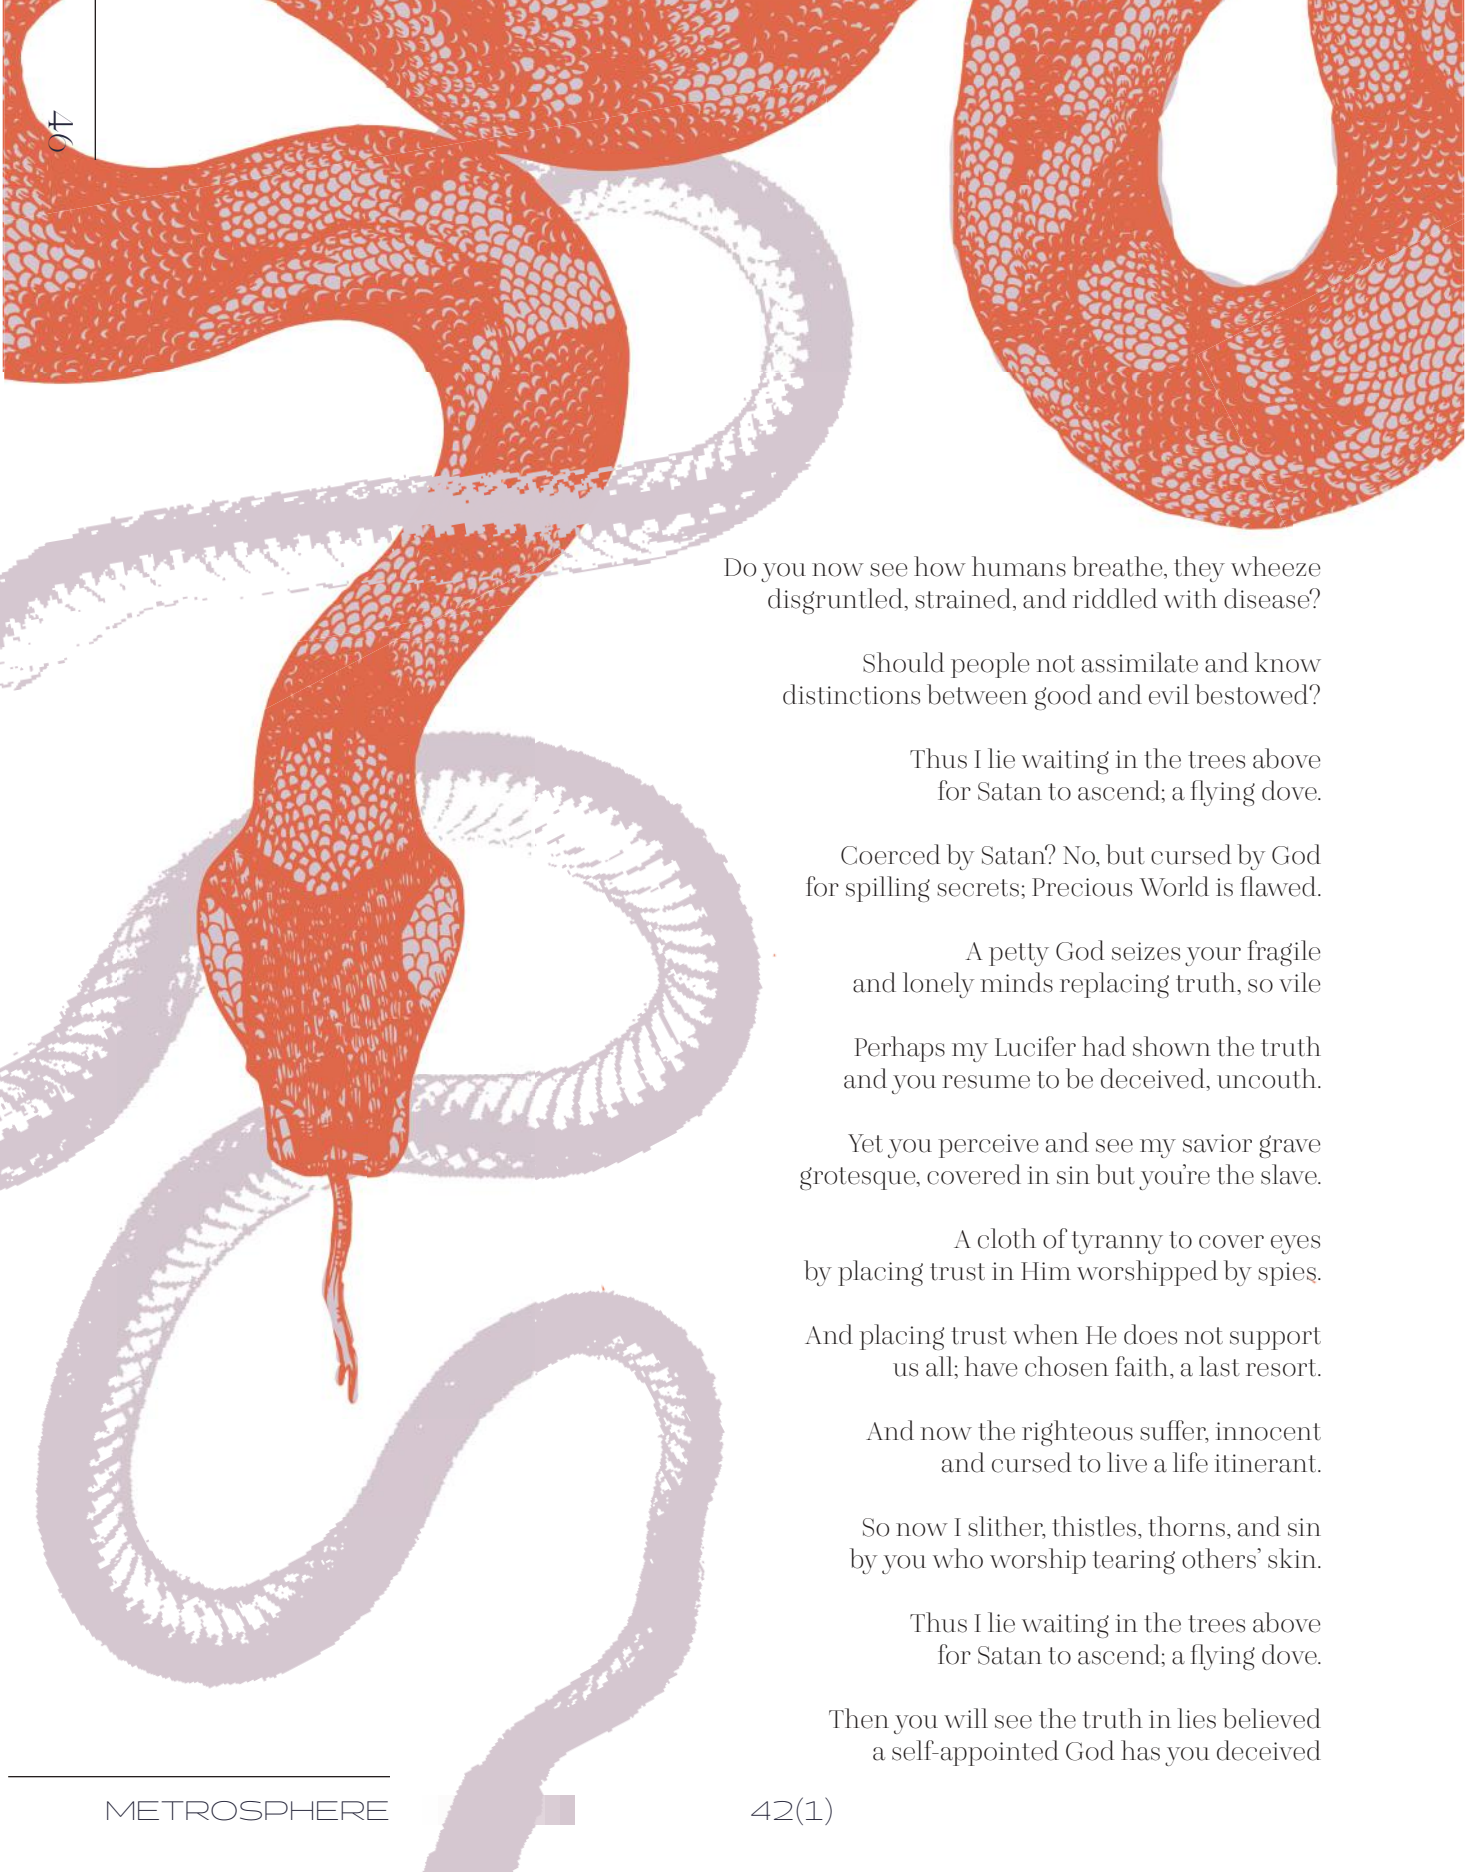 46
Do you now see how humans breathe, they wheeze
disgruntled, strained, and riddled with disease?
Should people not assimilate and know
distinctions between good and evil bestowed?
Thus I lie waiting in the trees above
for Satan to ascend; a flying dove.
Coerced by Satan? No, but cursed by God
for spilling secrets; Precious World is flawed.
A petty God seizes your fragile
and lonely minds replacing truth, so vile
Perhaps my Lucifer had shown the truth
and you resume to be deceived, uncouth.
Yet you perceive and see my savior grave
grotesque, covered in sin but you’re the slave.
A cloth of tyranny to cover eyes
by placing trust in Him worshipped by spies.
And placing trust when He does not support
us all; have chosen faith, a last resort.
And now the righteous suffer, innocent
and cursed to live a life itinerant.
So now I slither, thistles, thorns, and sin
by you who worship tearing others’ skin.
Thus I lie waiting in the trees above
for Satan to ascend; a flying dove.
Then you will see the truth in lies believed
a self-appointed God has you deceived
METROSPHERE
42(1)